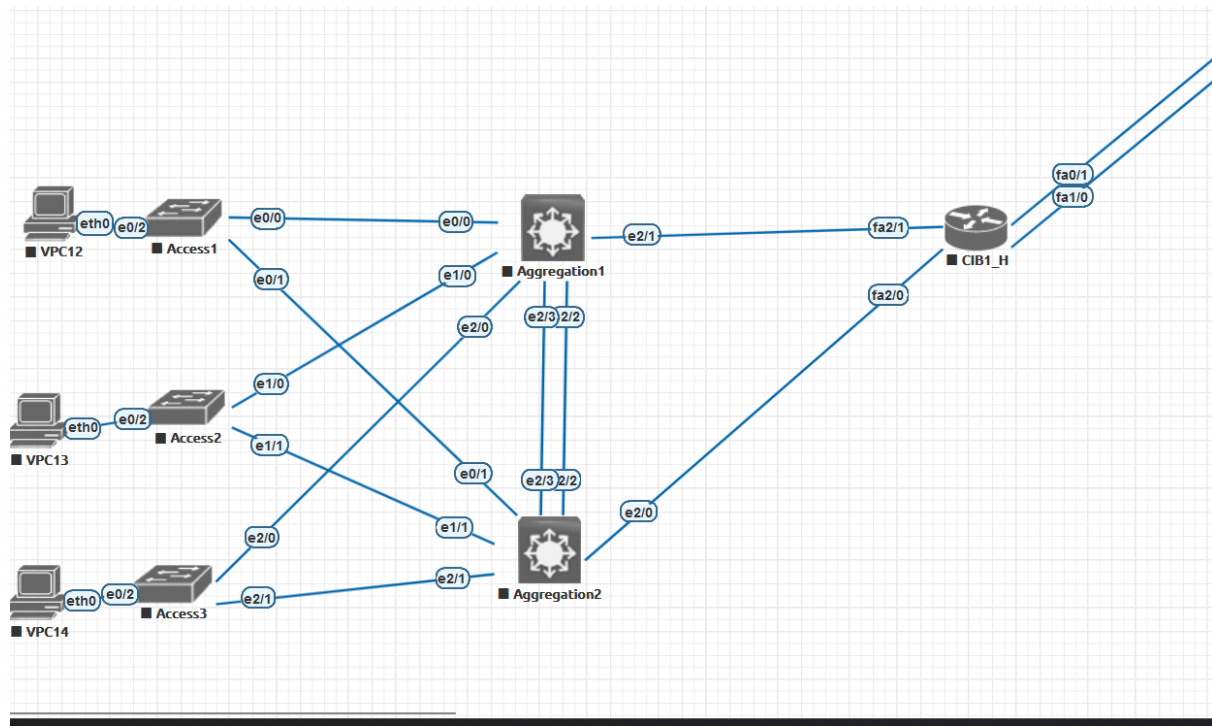 fa0/1
fa1/0
eth0 e0/2
VPC12
Access1
e0/0
e0/0
e0/1
Aggregation1
e2/1
fa2/1
CIB1_H
e1/0
e2/0
fa2/0
e2/3 2/2
e1/0
eth0 e0/2
VPC13
Access2
e1/1
e0/1
e2/3 2/2
e2/0
e1/1
e2/0
eth0 e0/2
VPC14
Access3
e2/1
e2/1
Aggregation2